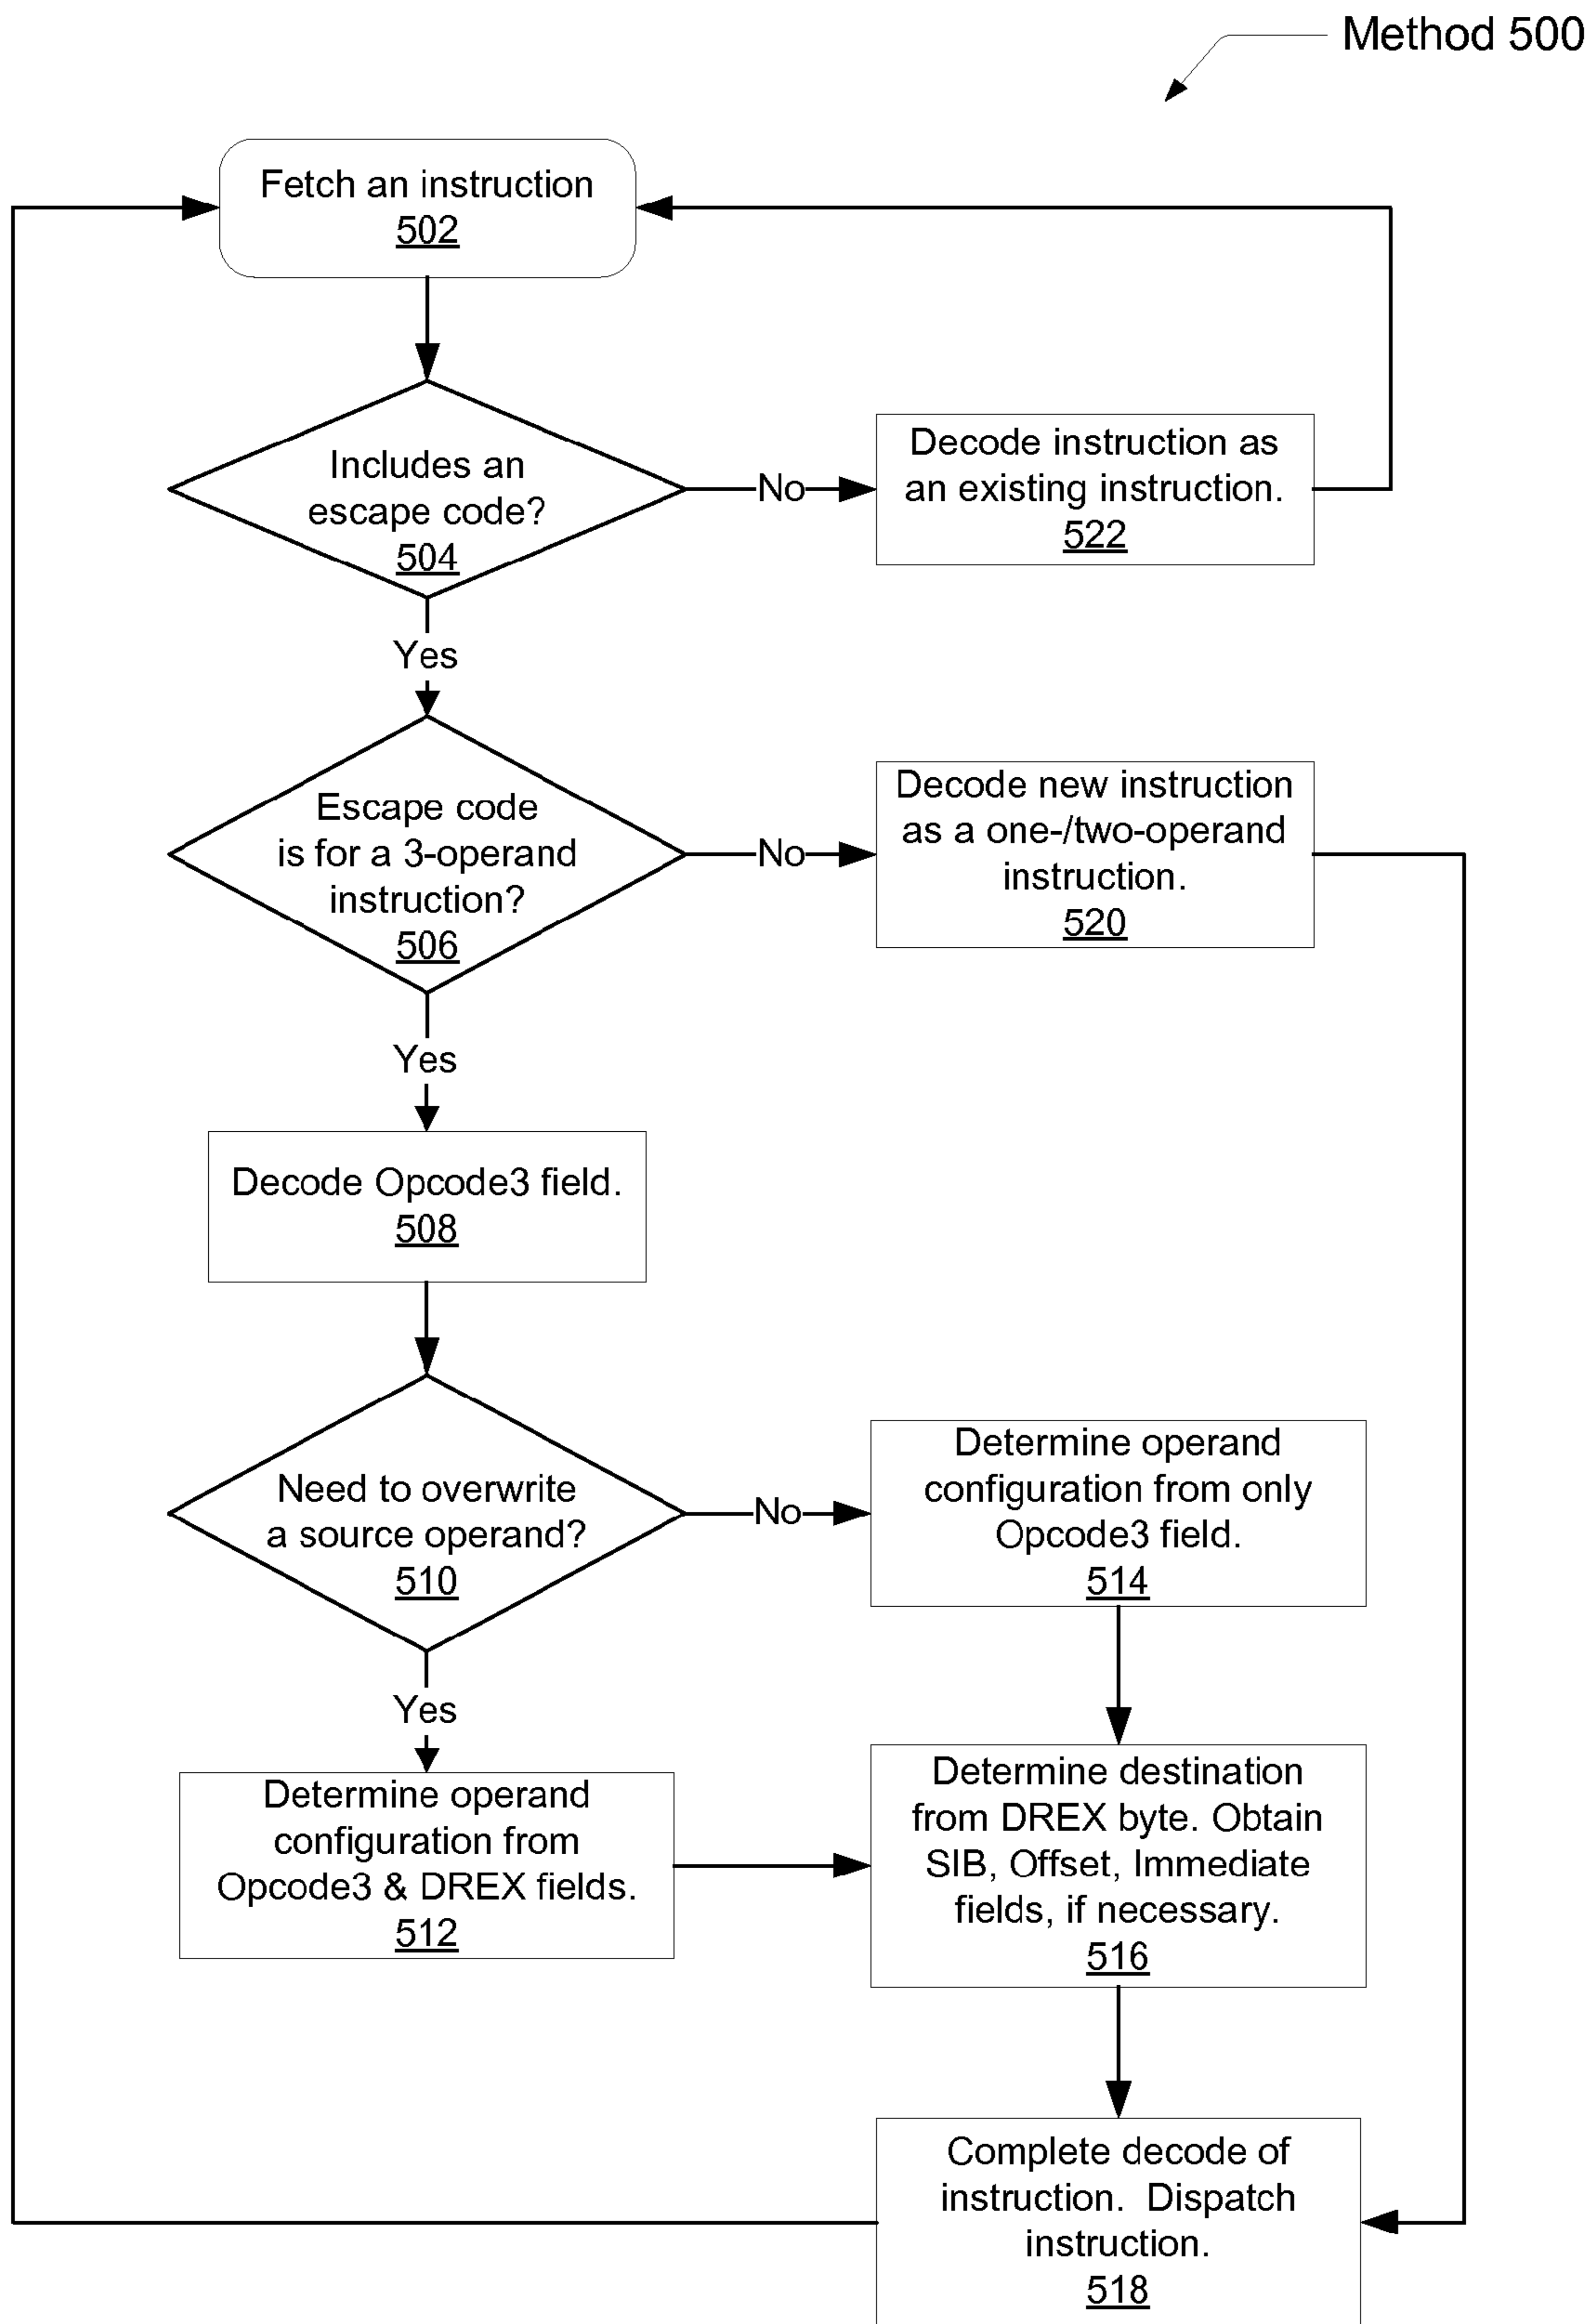 Method 500
Fetch an instruction
502
Includes an
escape code?
504
No
Decode instruction as
an existing instruction.
522
Yes
Escape code
is for a 3-operand
instruction?
506
No
Decode new instruction
as a one-/two-operand
instruction.
520
Yes
Decode Opcode3 field.
508
Need to overwrite
a source operand?
510
No
Determine operand
configuration from only
Opcode3 field.
514
Yes
Determine operand
configuration from
Opcode3 & DREX fields.
512
Determine destination
from DREX byte. Obtain
SIB, Offset, Immediate
fields, if necessary.
516
Complete decode of
instruction.  Dispatch
instruction.
518